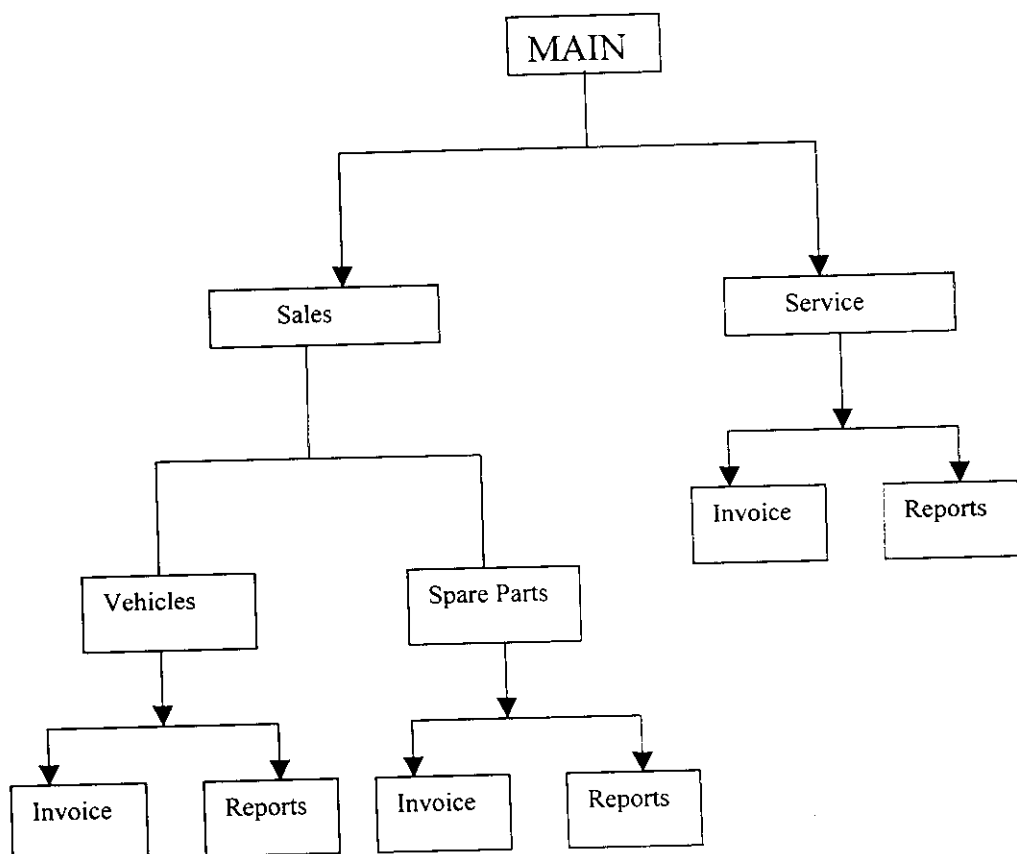 MAIN
Sales
Service
Invoice
Reports
Vehicles
Spare Parts
Invoice
Reports
Invoice
Reports